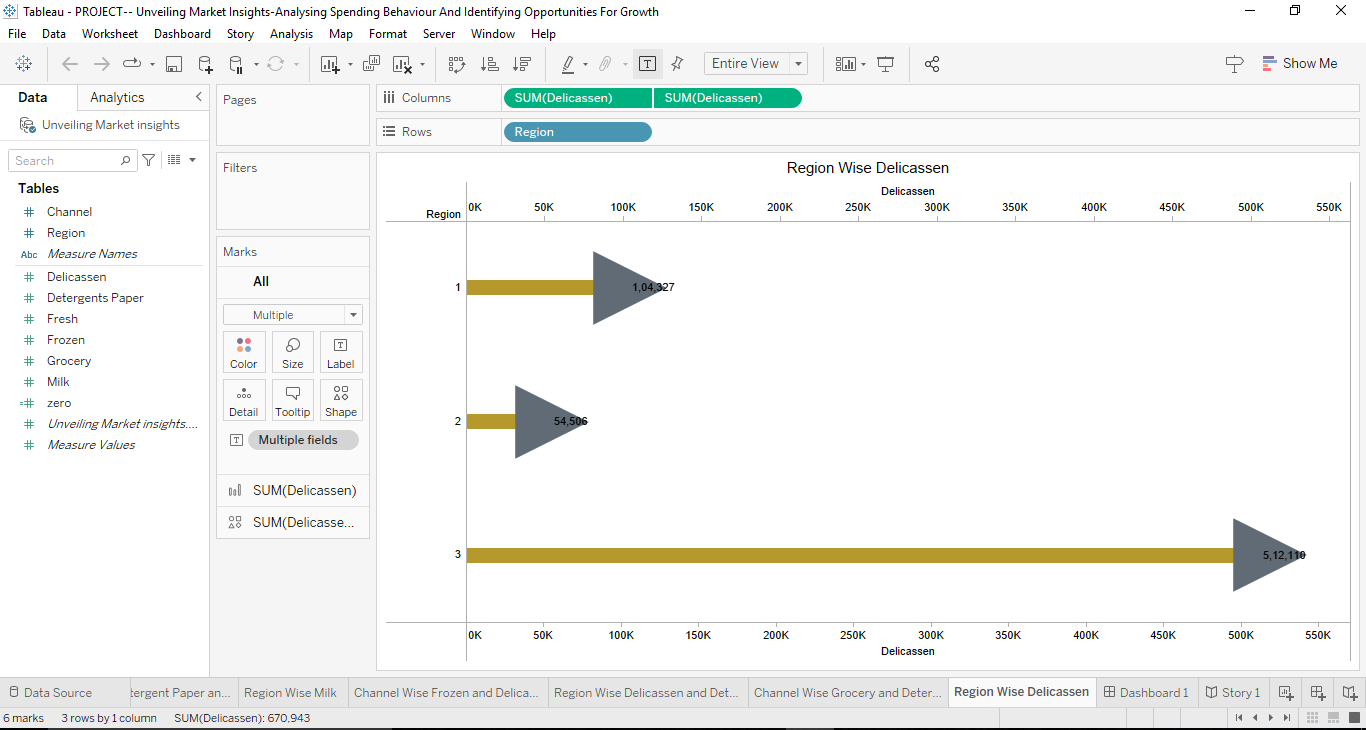 Tableau - PROJECT-- Unveiling Market Insights-Analysing Spending Behaviour And Identifying Opportunities For Growth
File Data Worksheet Dashboard Story Analysis Map Format Server Window Help
Entire View
Show Me
Data Analytics
Unveiling Market insights
Search
Tables
Channel
Region
Abc Measure Names
Delicassen
Detergents Paper
Fresh
Frozen
Grocery
Milk
zero
Unveiling Market insights....
Measure Values
Pages
Filters
Marks
All
Multiple
Color Size Label
Detail Tooltip Shape
Multiple fields
SUM(Delicassen)
SUM(Delicasse...
Columns SUM(Delicassen) SUM(Delicassen)
Rows Region
Region Wise Delicassen
Delicassen
Region 0K 50K 100K 150K 200K 250K 300K 350K 400K 450K 500K 550K
1 1,04,327
2 54,506
3 5,12,110
0K 50K 100K 150K 200K 250K 300K 350K 400K 450K 500K 550K
Delicassen
Data Source tergent Paper an... Region Wise Milk Channel Wise Frozen and Delica... Region Wise Delicassen and Det... Channel Wise Grocery and Deter... Region Wise Delicassen Dashboard 1 Story 1
6 marks 3 rows by 1 column SUM(Delicassen): 670,943